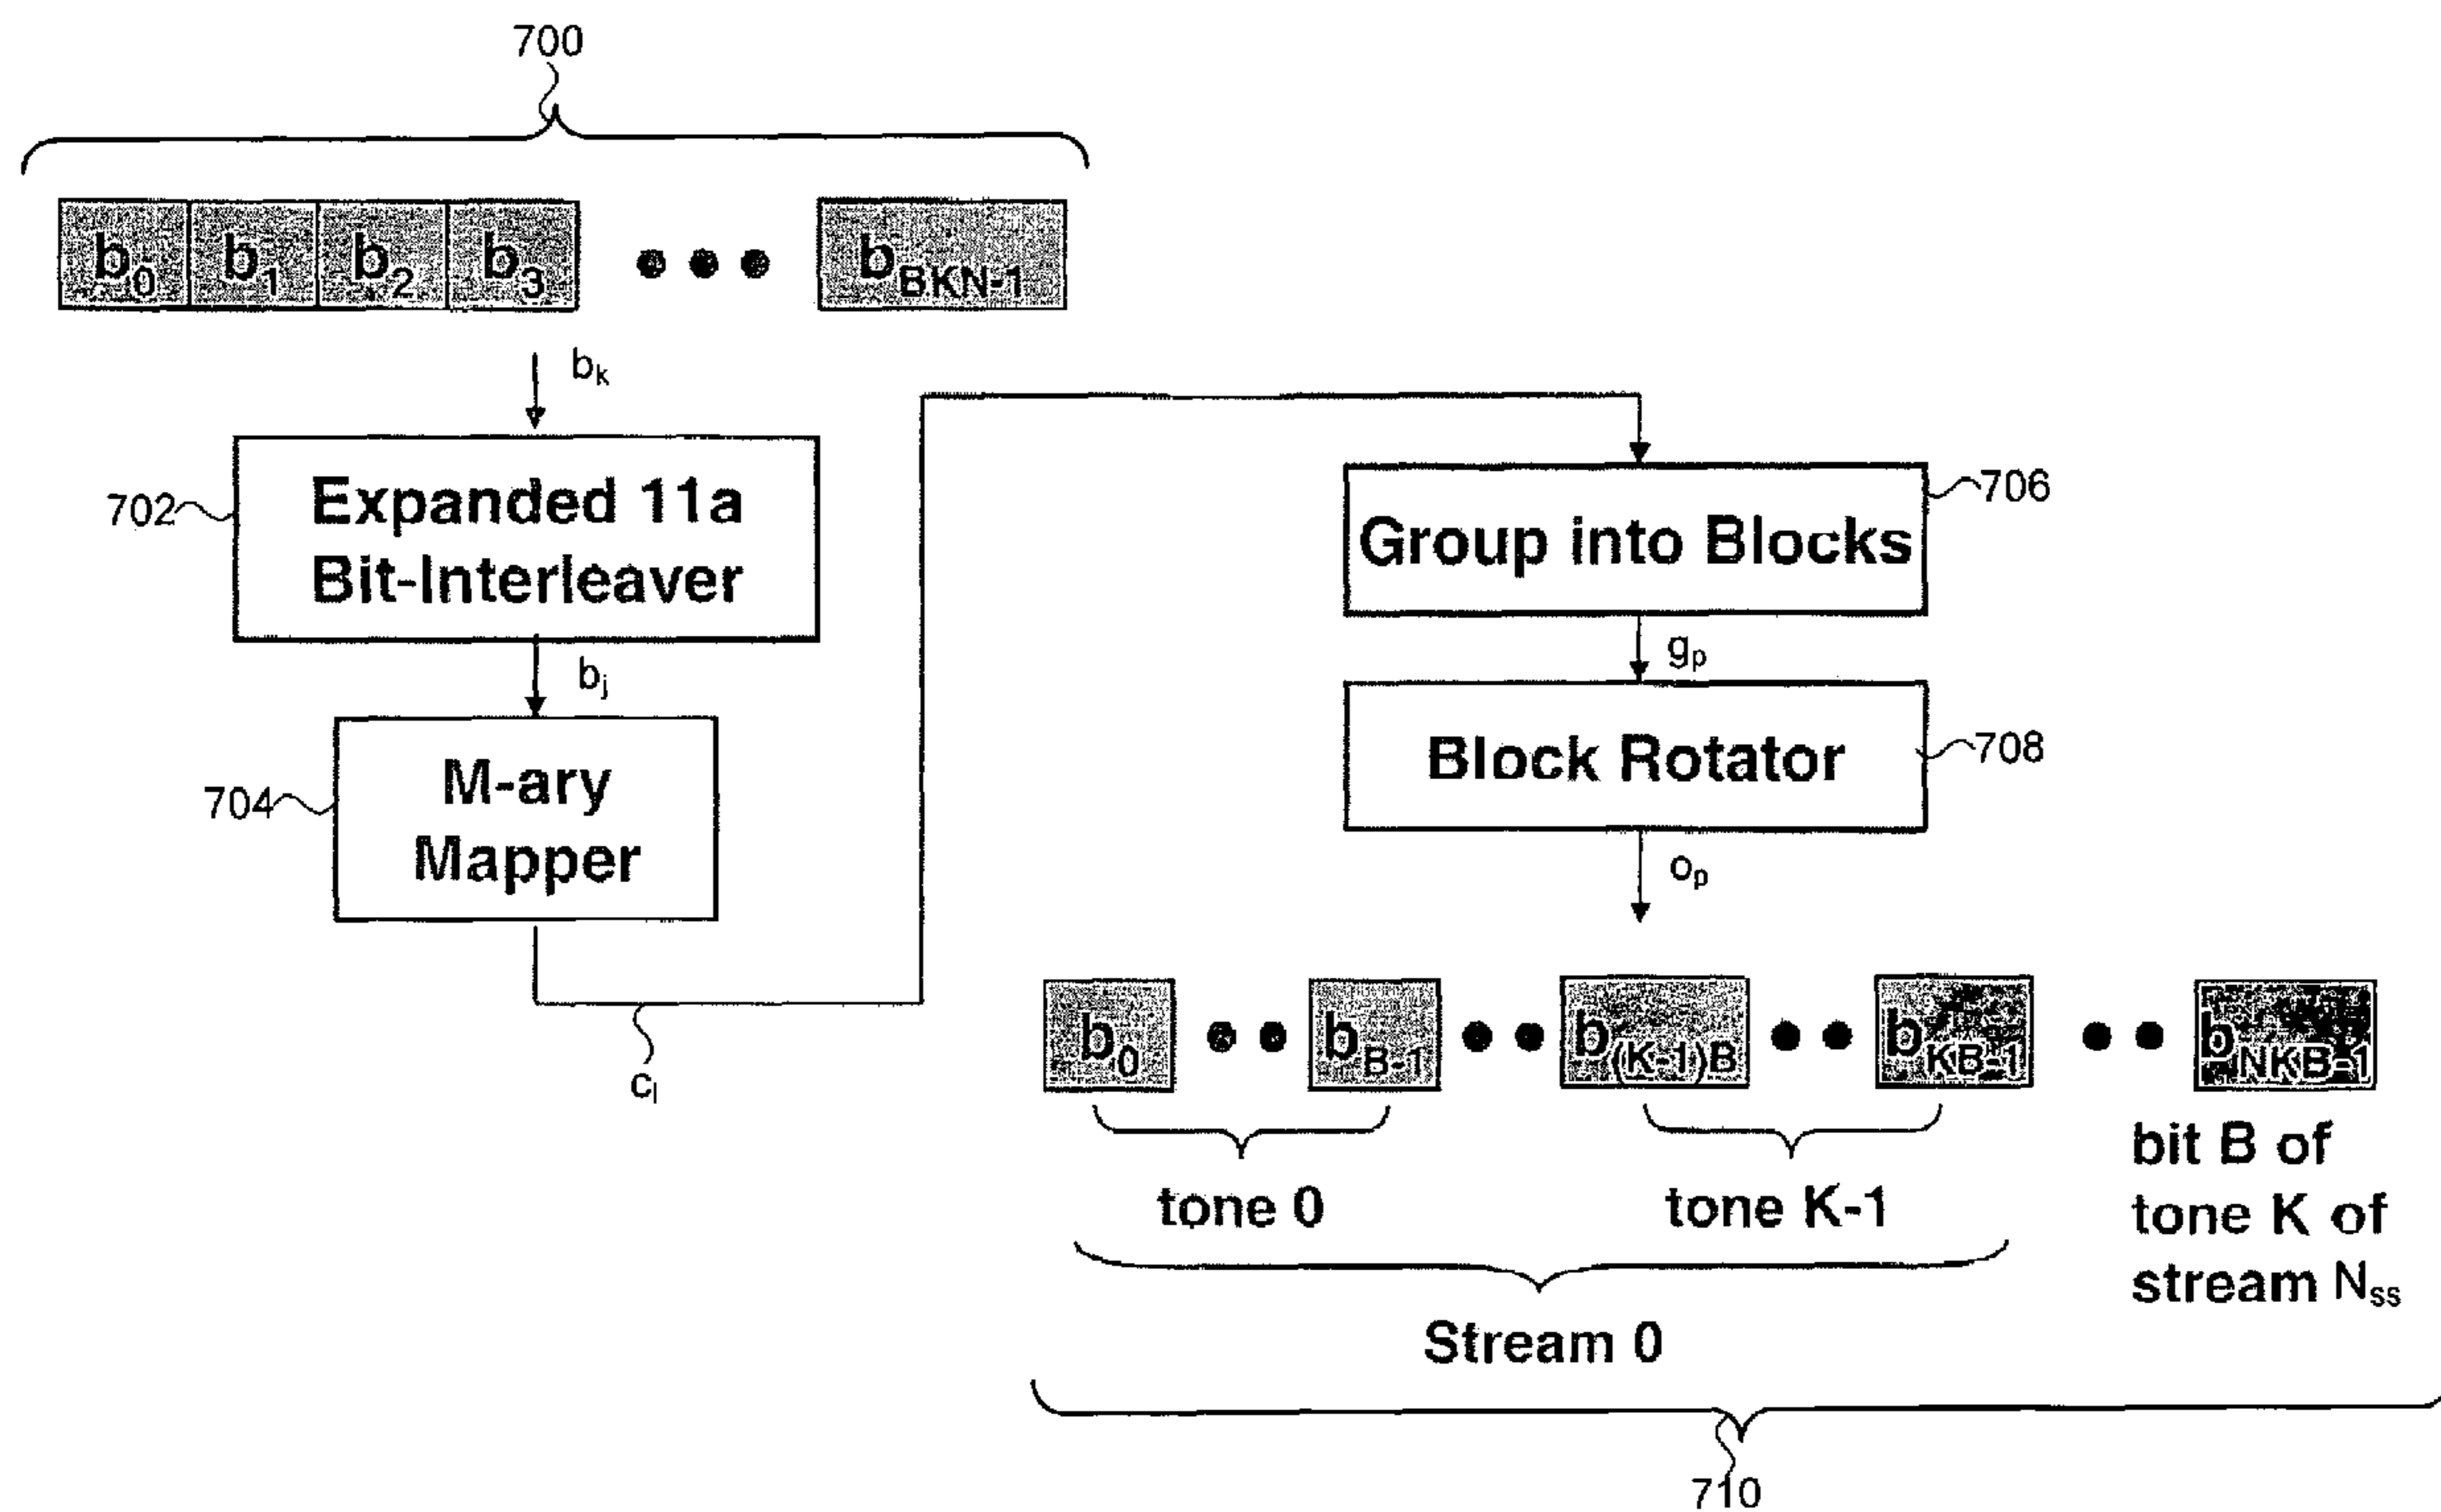 700
b0 b1 b2 b3 bBKN-1
bk
702
Expanded 11a
Bit-Interleaver
bj
704
M-ary
Mapper
cl
706
Group into Blocks
gp
708
Block Rotator
op
b0 bB-1 b(K-1)B bKB-1 bNKB-1
tone 0
tone K-1
bit B of
tone K of
stream Nss
Stream 0
710